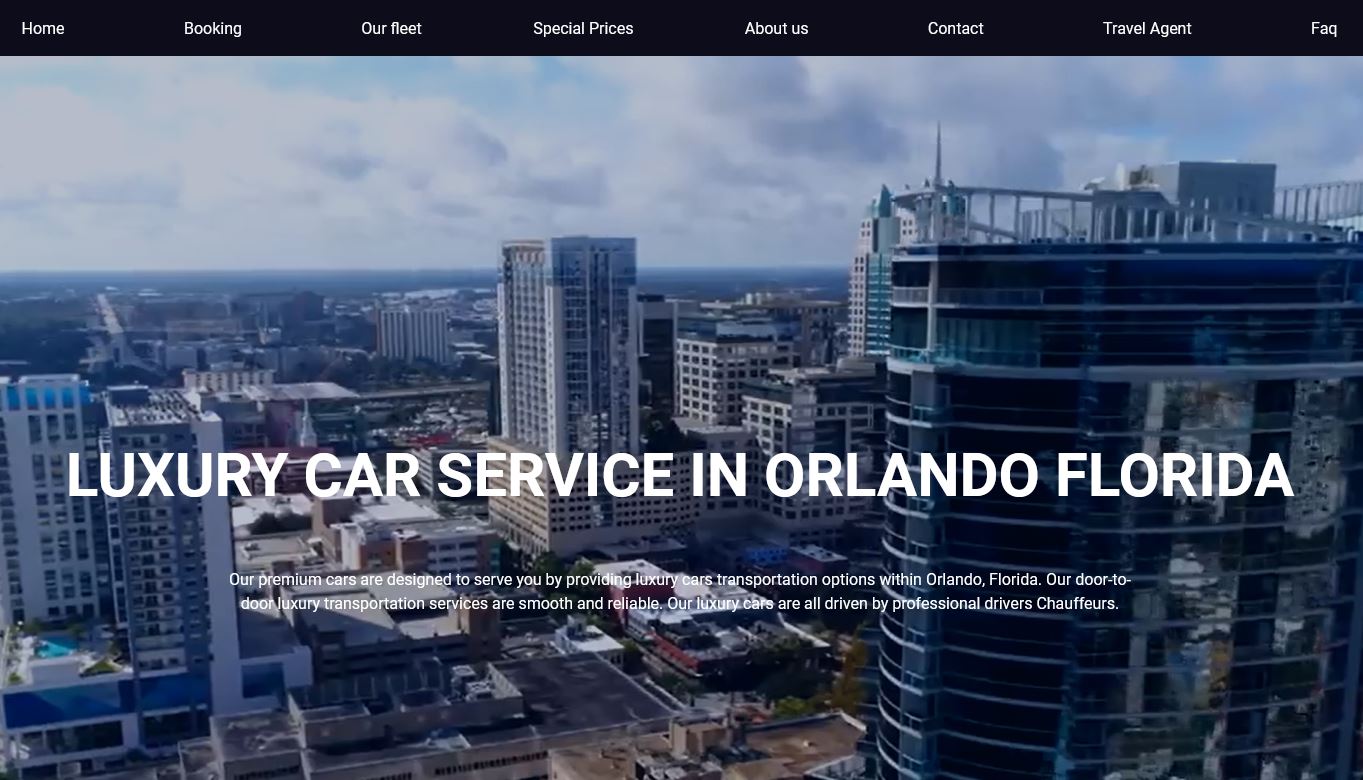 Home Booking Our fleet Special Prices About us Contact Travel Agent Faq
LUXURY CAR SERVICE IN ORLANDO FLORIDA
Our premium cars are designed to serve you by providing luxury cars transportation options within Orlando, Florida. Our door-to-
door luxury transportation services are smooth and reliable. Our luxury cars are all driven by professional drivers Chauffeurs.